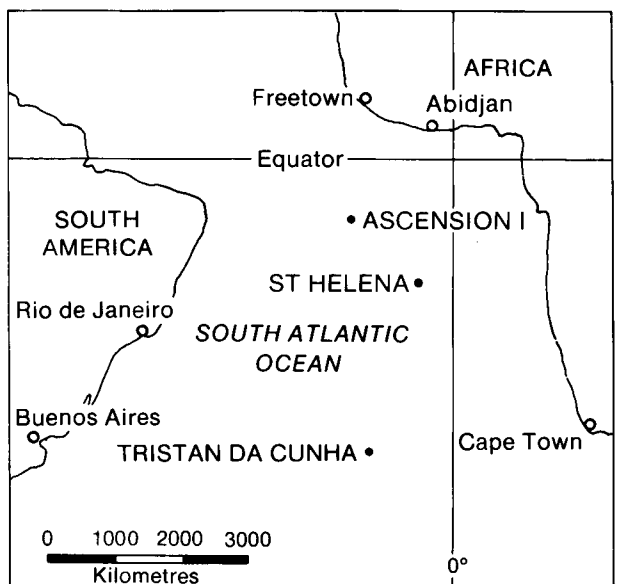 AFRICA
Freetown
Abidjan
Equator
SOUTH
AMERICA
ASCENSION I
ST HELENA
Rio de Janeiro
SOUTH ATLANTIC
OCEAN
Buenos Aires
Cape Town
TRISTAN DA CUNHA
0 1000 2000 3000
Kilometres
0°